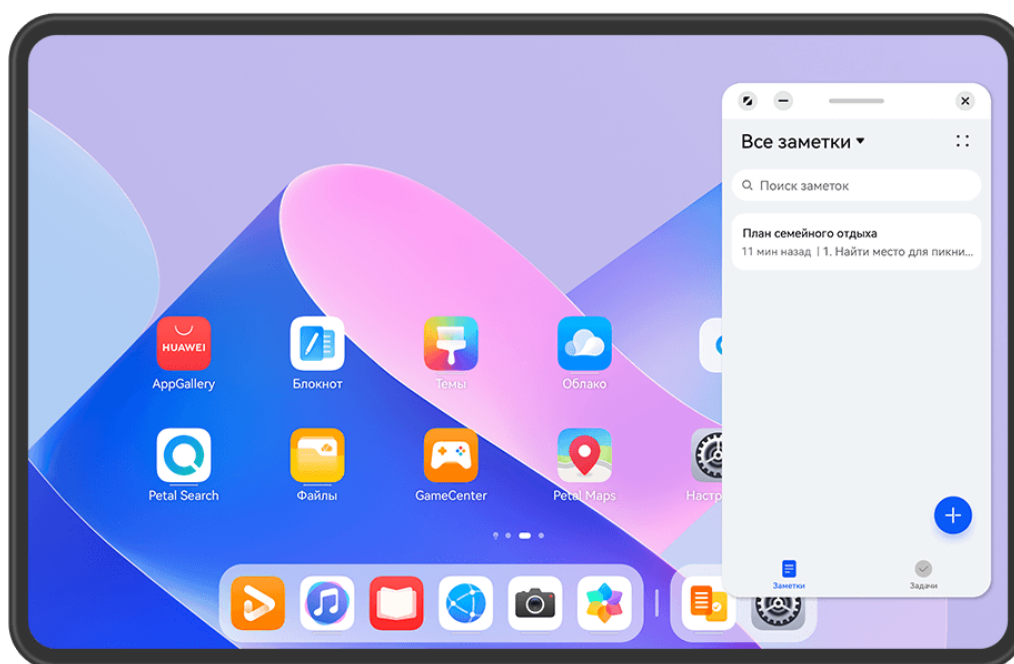 Все заметки
Поиск заметок
План семейного отдыха
11 мин назад | 1. Найти место для пикни...
HUAWEI
AppGallery
Блокнот
Темы
Облако
Petal Search
Файлы
GameCenter
Petal Maps
Настр
Заметки
Задачи